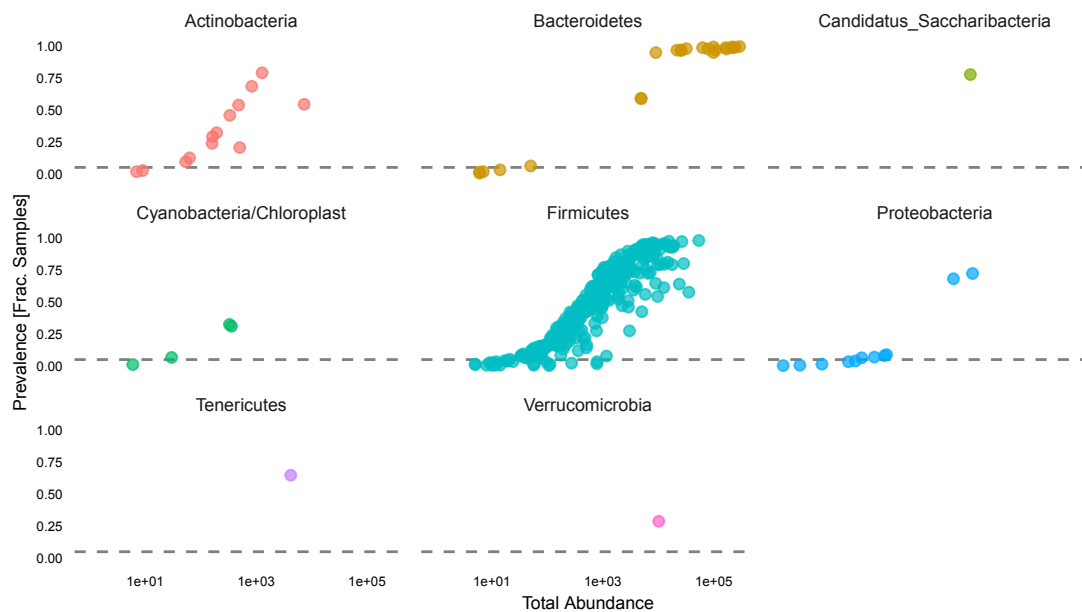 Actinobacteria
Bacteroidetes
Candidatus_Saccharibacteria
1.00
0.75
0.50
0.25
0.00
Cyanobacteria/Chloroplast
Firmicutes
Proteobacteria
1.00
0.75
0.50
0.25
0.00
Prevalence [Frac. Samples]
Tenericutes
Verrucomicrobia
1.00
0.75
0.50
0.25
0.00
1e+01 1e+03 1e+05
1e+01 1e+03 1e+05
Total Abundance